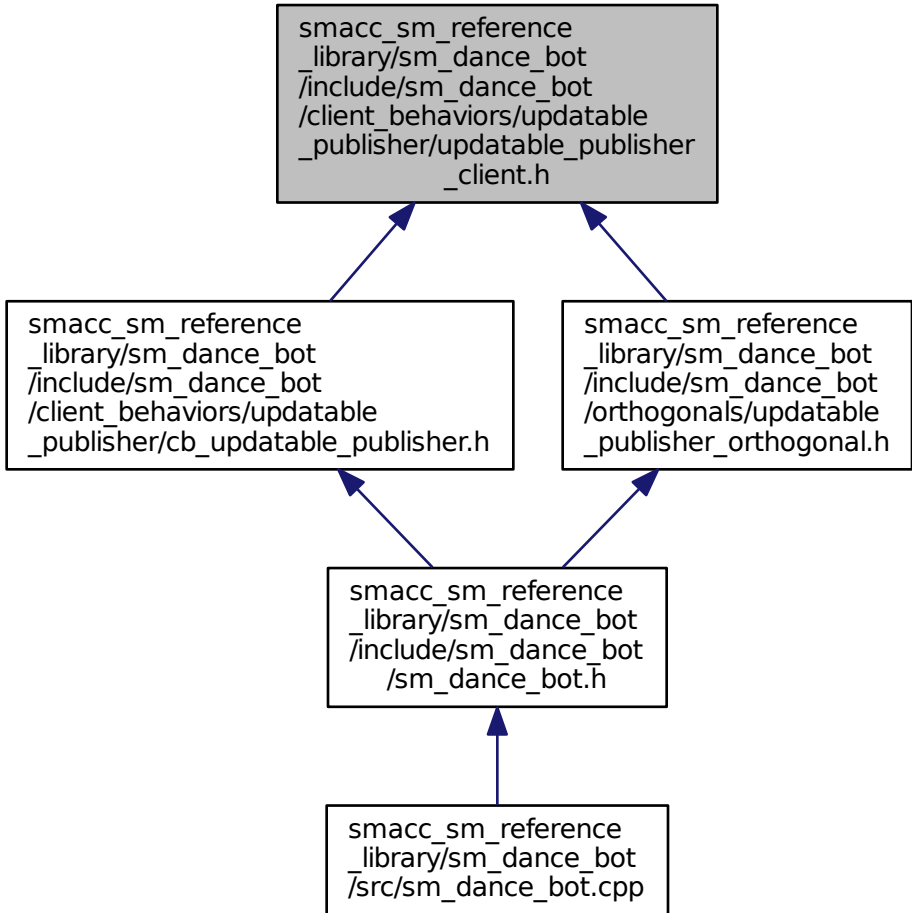 smacc_sm_reference
_library/sm_dance_bot
/include/sm_dance_bot
/client_behaviors/updatable
_publisher/updatable_publisher
_client.h
smacc_sm_reference
_library/sm_dance_bot
/include/sm_dance_bot
/client_behaviors/updatable
_publisher/cb_updatable_publisher.h
smacc_sm_reference
_library/sm_dance_bot
/include/sm_dance_bot
/orthogonals/updatable
_publisher_orthogonal.h
smacc_sm_reference
_library/sm_dance_bot
/include/sm_dance_bot
/sm_dance_bot.h
smacc_sm_reference
_library/sm_dance_bot
/src/sm_dance_bot.cpp